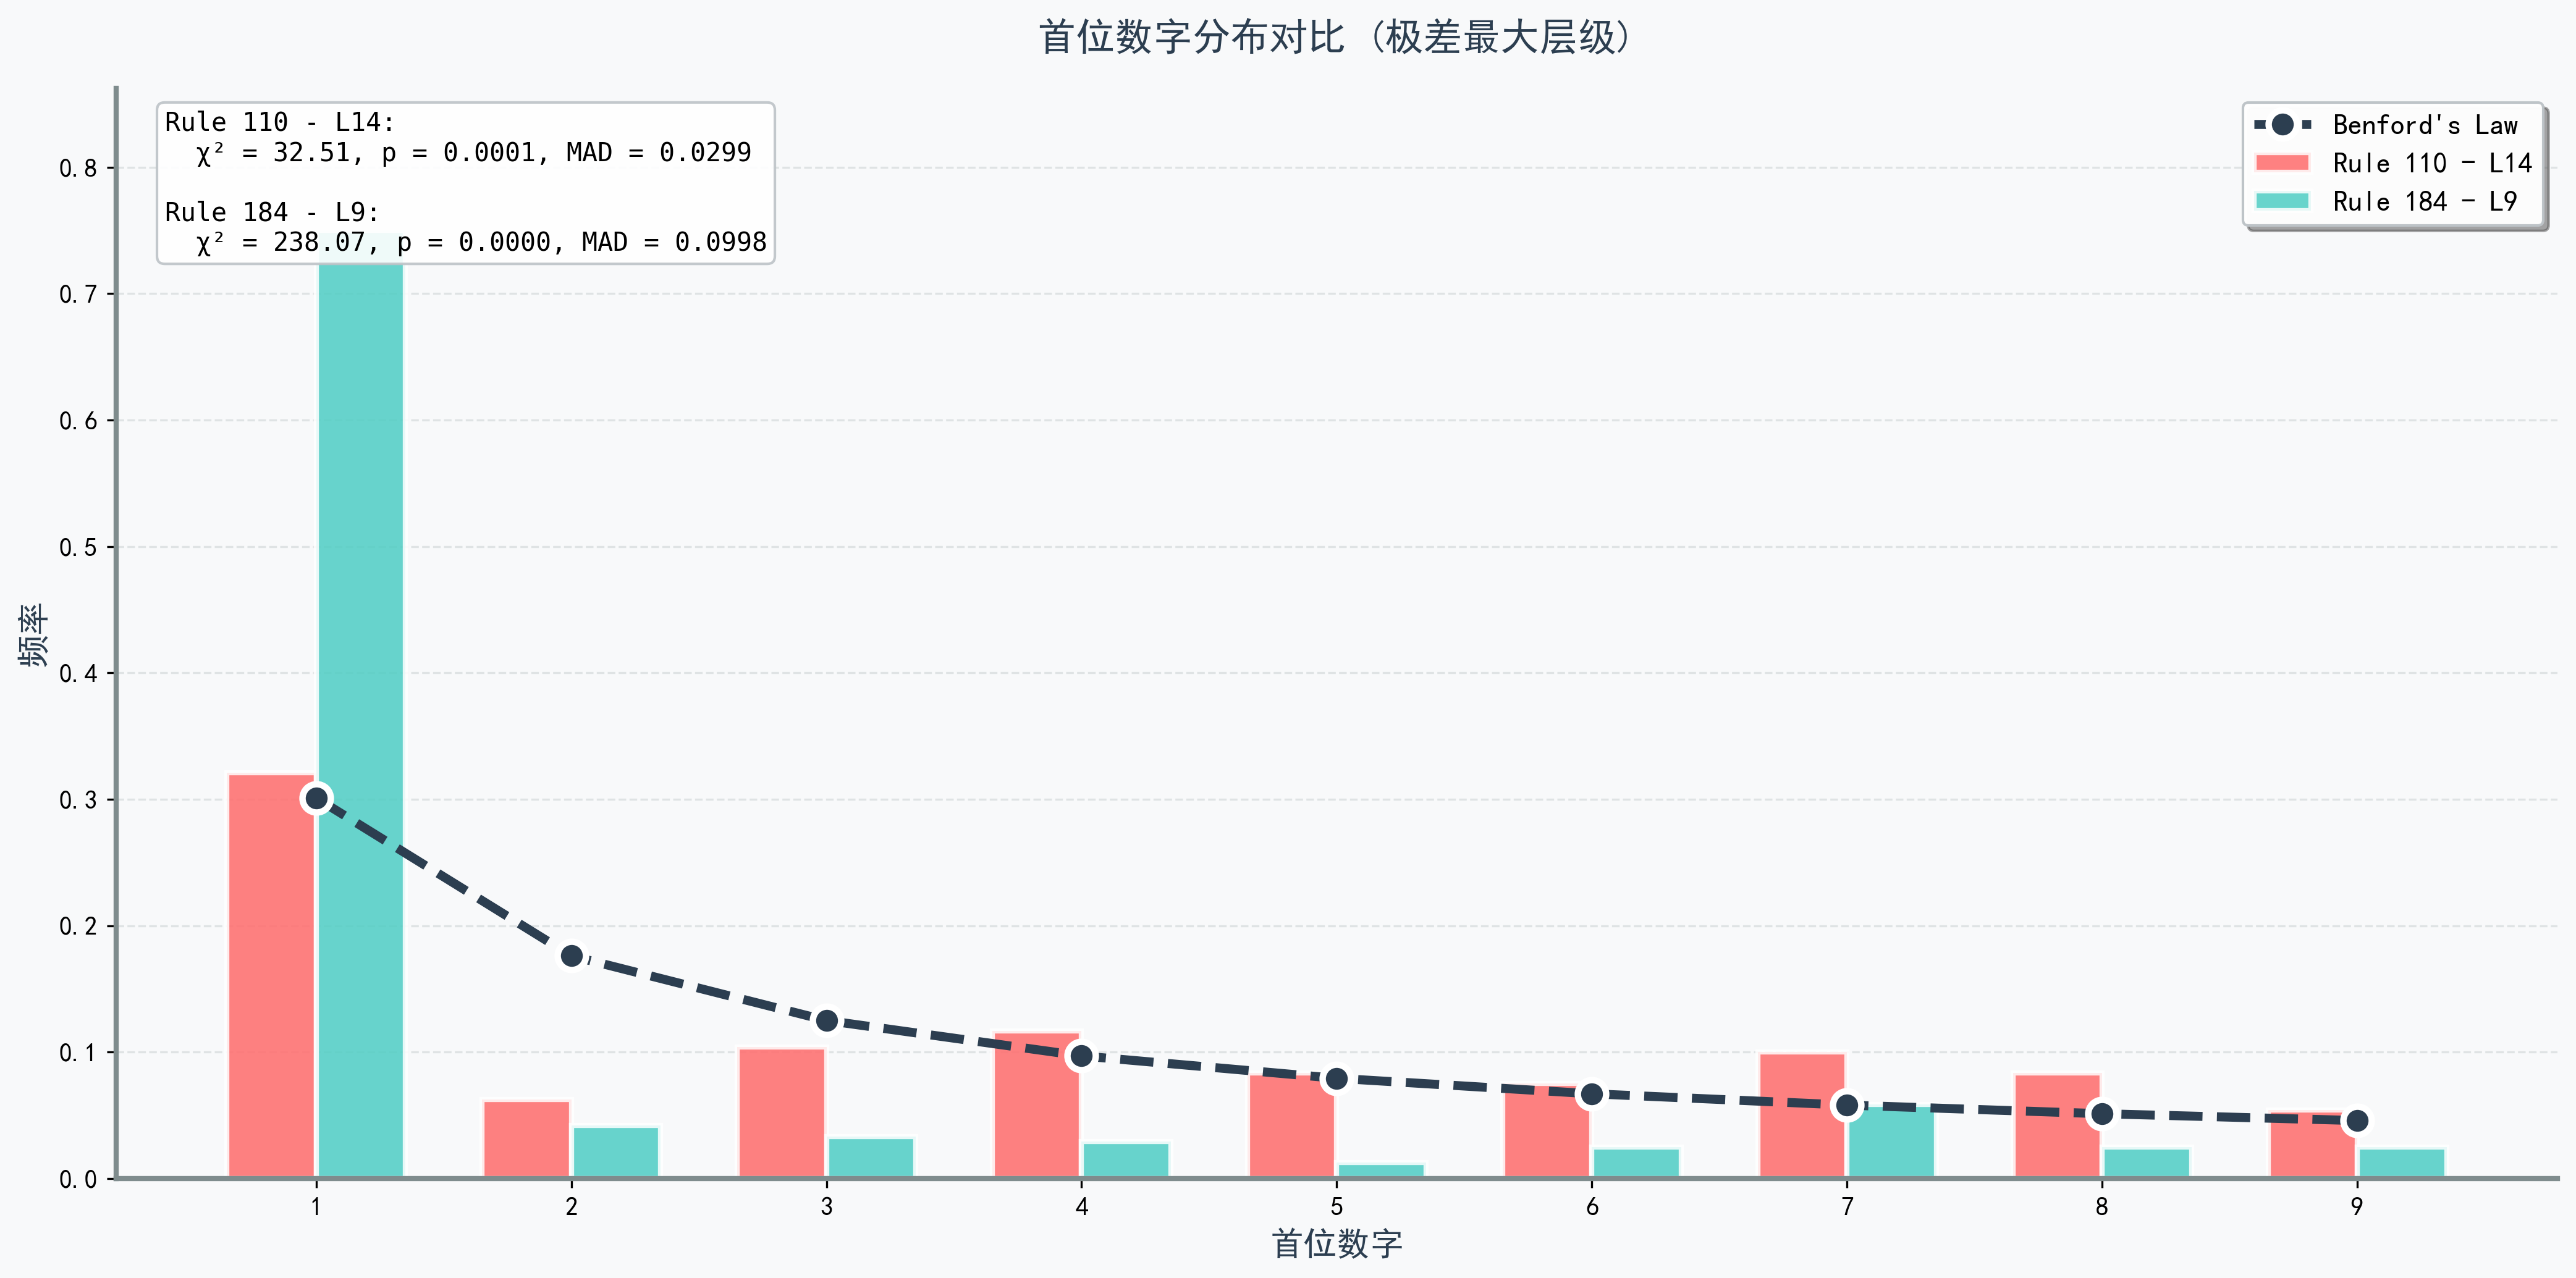 首位数字分布对比（极差最大层级）
Rule 110 - L14:
χ² = 32.51, p = 0.0001, MAD = 0.0299
Rule 184 - L9:
χ² = 238.07, p = 0.0000, MAD = 0.0998
Benford's Law
Rule 110 – L14
Rule 184 – L9
频率
0.8
0.7
0.6
0.5
0.4
0.3
0.2
0.1
0.0
1 2 3 4 5 6 7 8 9
首位数字